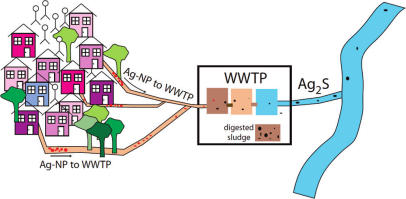 Ag-NP to WWTP
WWTP
Ag2S
digested
sludge
Ag-NP to WWTP